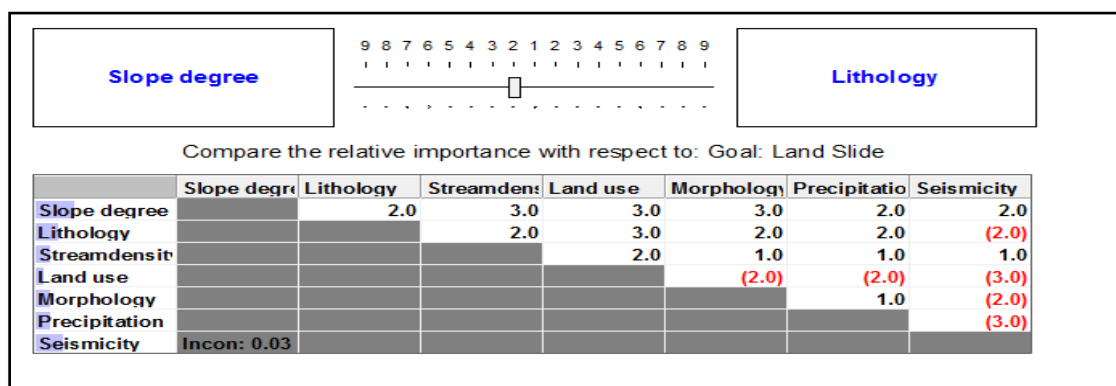 9 8 7 6 5 4 3 2 1 2 3 4 5 6 7 8 9
Slope degree
Lithology
Compare the relative importance with respect to: Goal: Land Slide
Slope degre Lithology Streamdens Land use Morphology Precipitatio Seismicity
Slope degree 2.0 3.0 3.0 3.0 2.0 2.0
Lithology 2.0 3.0 2.0 2.0 (2.0)
Streamdensity 2.0 1.0 1.0 1.0
Land use (2.0) (2.0) (3.0)
Morphology 1.0 (2.0)
Precipitation (3.0)
Seismicity Incon: 0.03